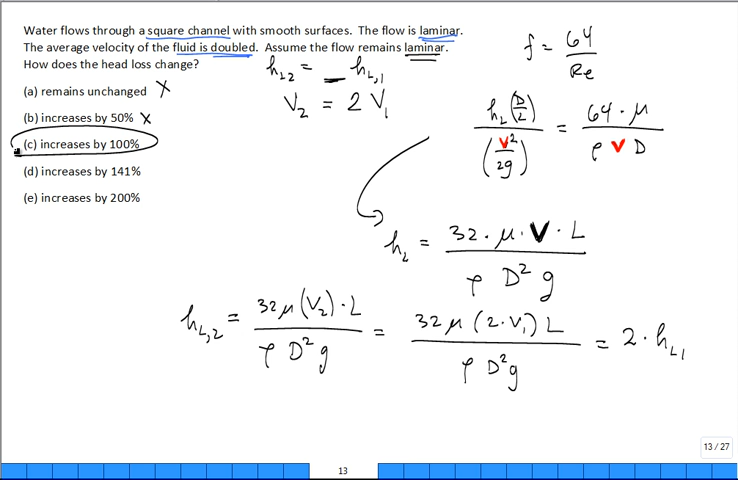 Water flows through a square channel with smooth surfaces. The flow is laminar.
The average velocity of the fluid is doubled. Assume the flow remains laminar.
How does the head loss change?
(a) remains unchanged X
(b) increases by 50% X
(c) increases by 100%
(d) increases by 141%
(e) increases by 200%
h_L2 = __ h_L,1
V_2 = 2 V_1
f = 64 / Re
h_L (D/L) / (V^2 / 2g) = 64 · μ / ρ V D
h_L = 32 · μ · V · L / ρ D^2 g
h_L,2 = 32 μ (V_2) · L / ρ D^2 g = 32 μ (2 · V_1) L / ρ D^2 g = 2 · h_L1
13 / 27
13